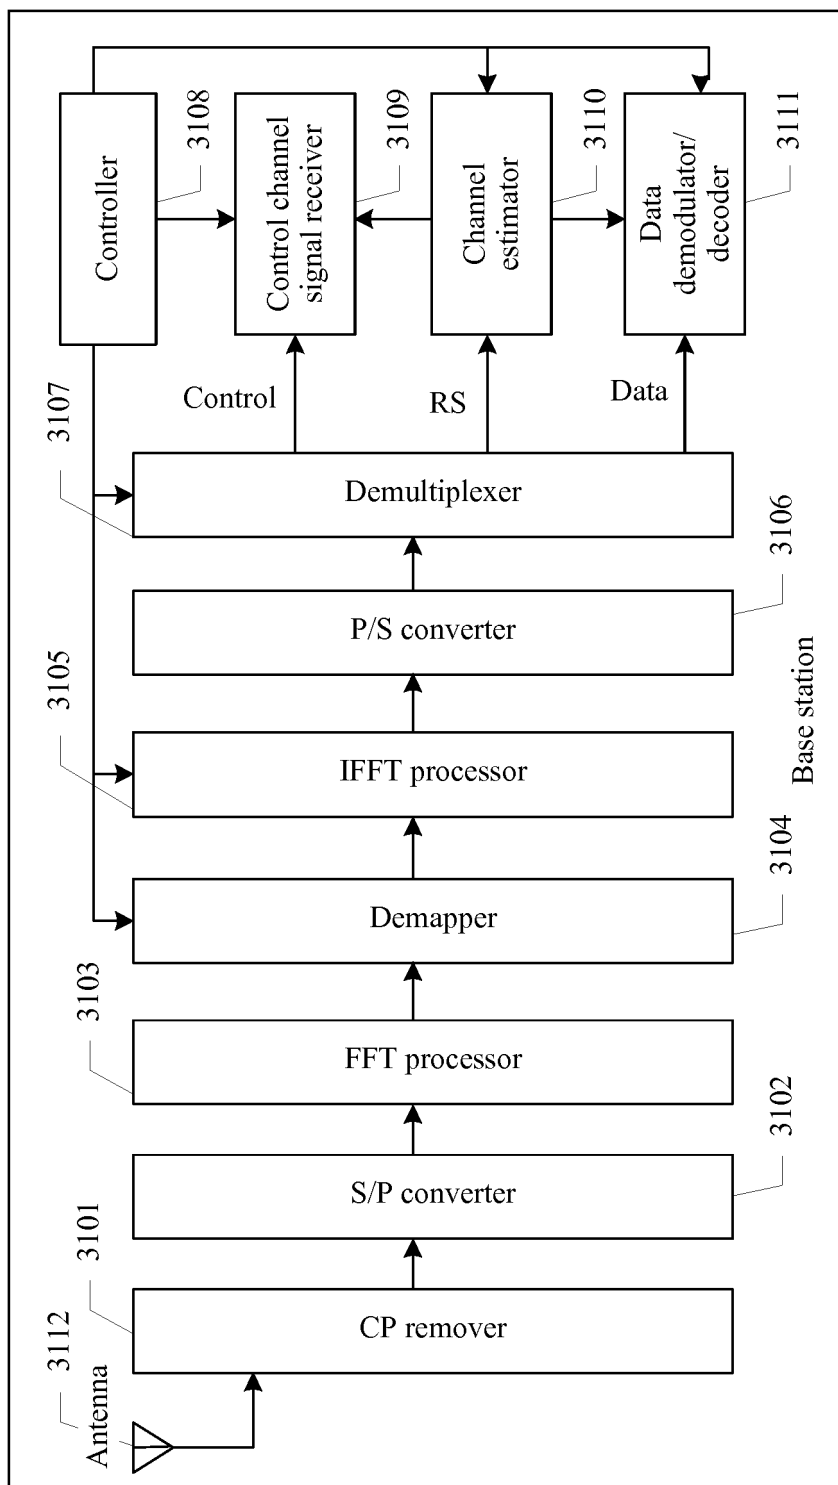 Controller
3108
Control channel
signal receiver
3109
Channel
estimator
3110
Data
demodulator/
decoder
3111
Control
RS
Data
3107
Demultiplexer
3106
P/S converter
3105
IFFT processor
Base station
3104
Demapper
3103
FFT processor
3102
S/P converter
3101
CP remover
3112
Antenna